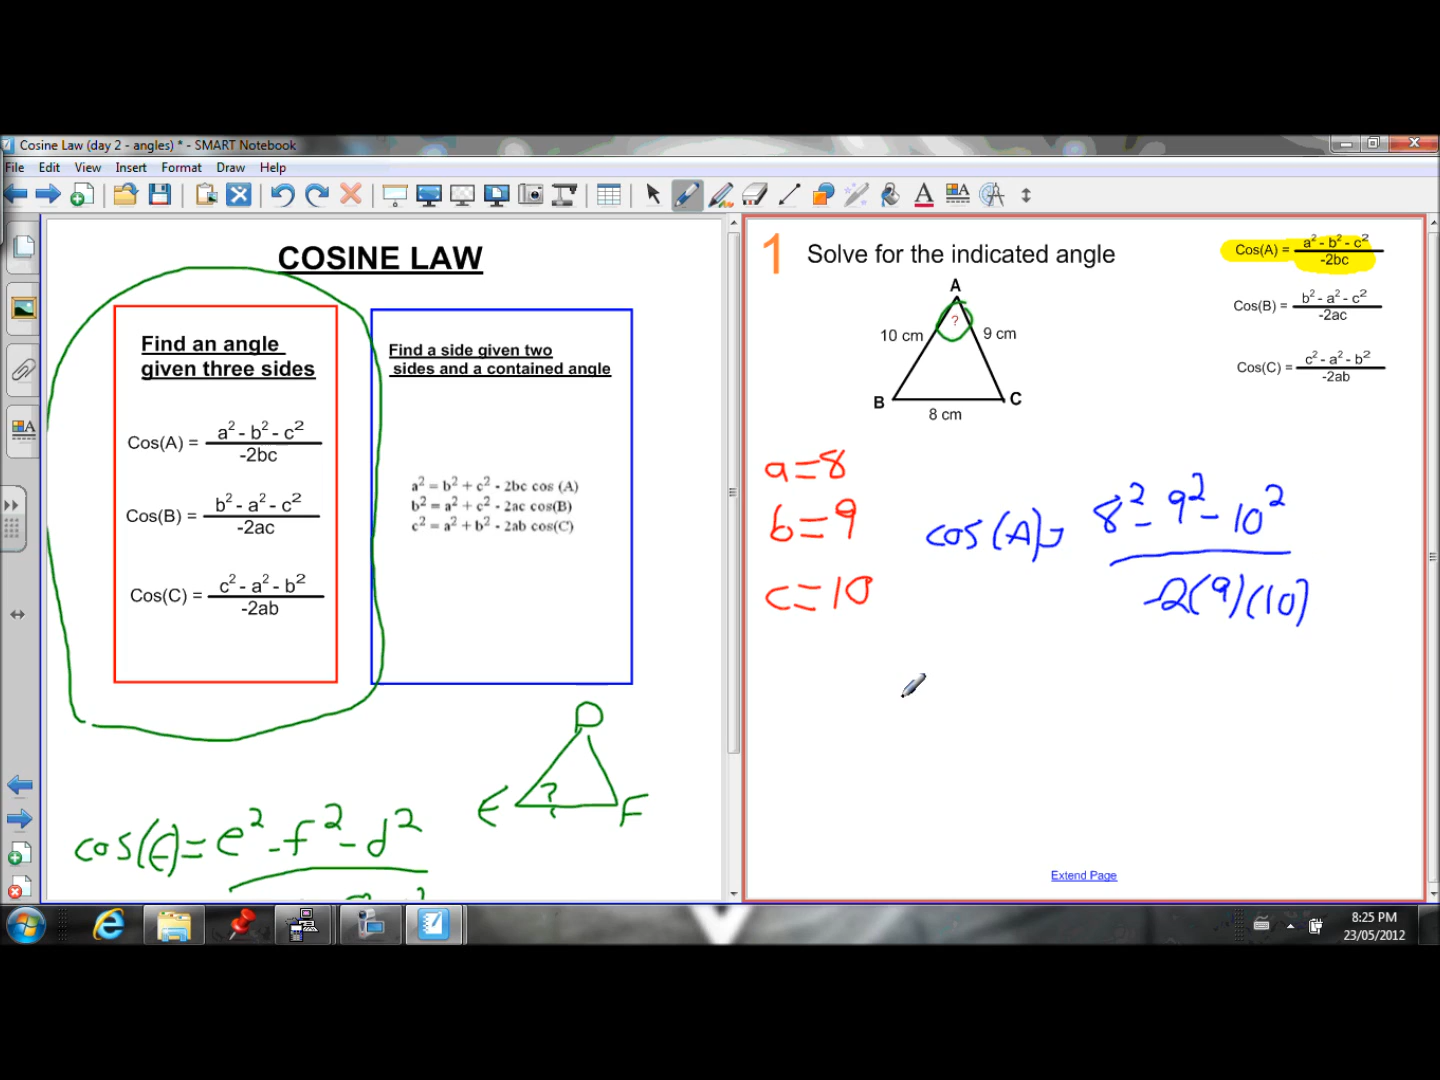 Cosine Law (day 2 - angles) * - SMART Notebook
File Edit View Insert Format Draw Help
COSINE LAW
Find an angle
given three sides
Cos(A) = a² - b² - c²
-2bc
Cos(B) = b² - a² - c²
-2ac
Cos(C) = c² - a² - b²
-2ab
Find a side given two
sides and a contained angle
a² = b² + c² - 2bc cos (A)
b² = a² + c² - 2ac cos(B)
c² = a² + b² - 2ab cos(C)
D
E ? F
cos(E) = e² - f² - d²
1 Solve for the indicated angle
Cos(A) = a² - b² - c²
-2bc
Cos(B) = b² - a² - c²
-2ac
Cos(C) = c² - a² - b²
-2ab
A
?
10 cm 9 cm
B C
8 cm
a=8
b=9
c=10
cos(A)= 8² - 9² - 10²
-2(9)(10)
Extend Page
8:25 PM
23/05/2012